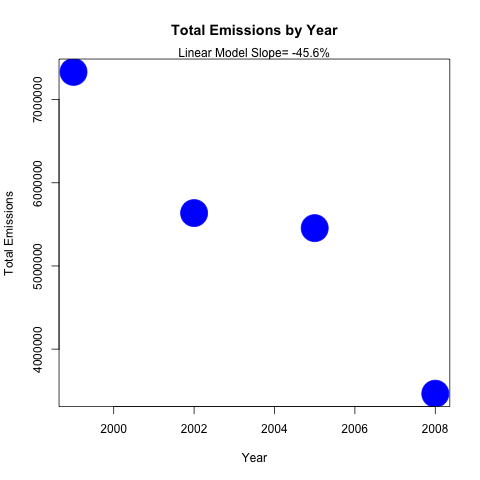 Total Emissions by Year
Linear Model Slope= -45.6%
Total Emissions
7000000
6000000
5000000
4000000
2000
2002
2004
2006
2008
Year